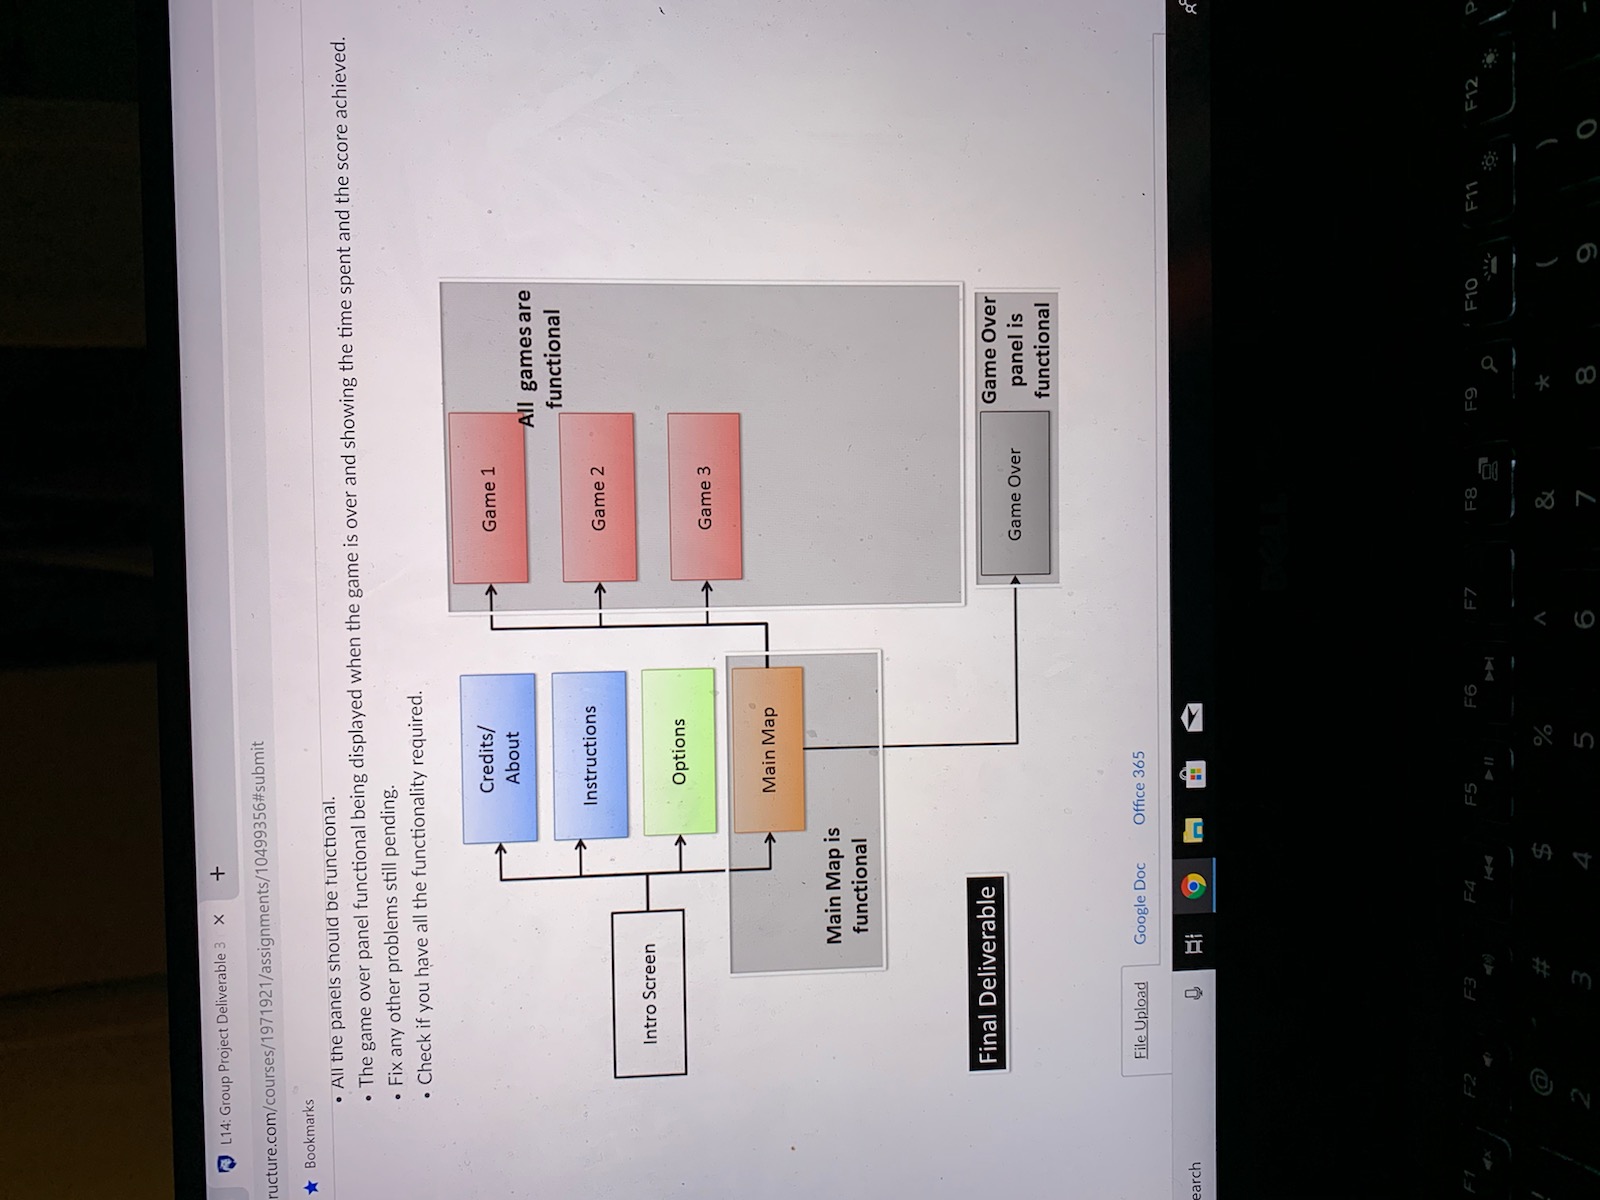 L14: Group Project Deliverable 3 × +
ructure.com/courses/1971921/assignments/10499356#submit
Bookmarks
• All the panels should be functional.
• The game over panel functional being displayed when the game is over and showing the time spent and the score achieved.
• Fix any other problems still pending.
• Check if you have all the functionality required.
Credits/
About
Instructions
Intro Screen
Options
Main Map
Main Map is
functional
Game 1
All games are
functional
Game 2
Game 3
Final Deliverable
Game Over
Game Over
panel is
functional
File Upload Google Doc Office 365
earch
DELL
F1 F2 F3 F4 F5 F6 F7 F8 F9 F10 F11 F12 P
! @ # $ % ^ & * ( ) _
2 3 4 5 6 7 8 9 0 -